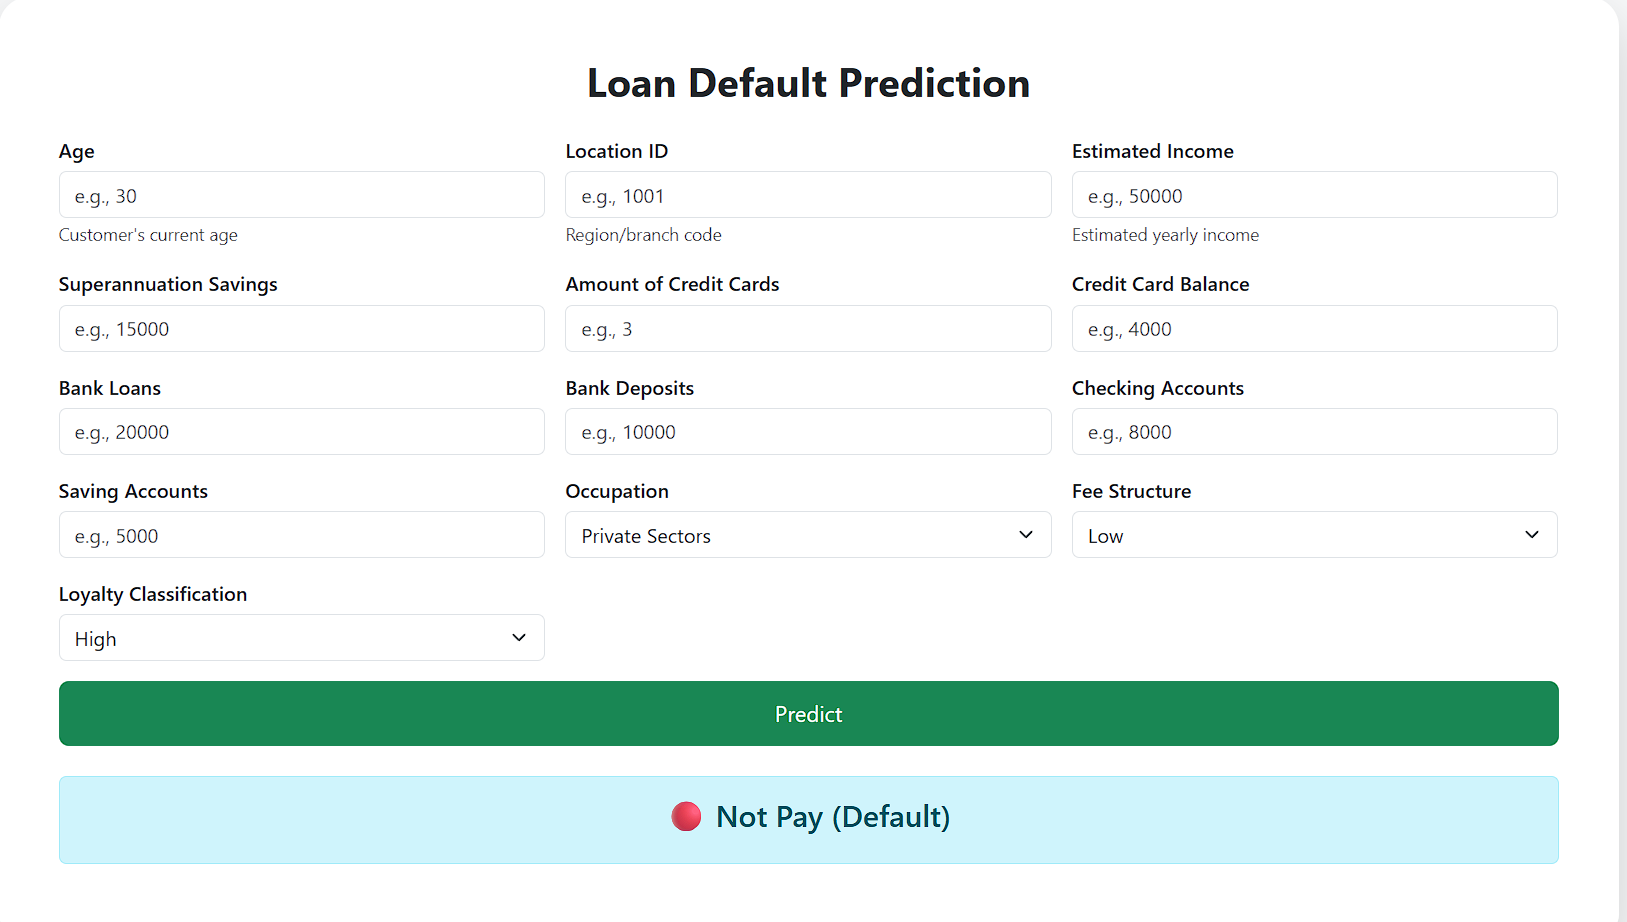 Loan Default Prediction
Age
Location ID
Estimated Income
e.g., 30
e.g., 1001
e.g., 50000
Customer's current age
Region/branch code
Estimated yearly income
Superannuation Savings
Amount of Credit Cards
Credit Card Balance
e.g., 15000
e.g., 3
e.g., 4000
Bank Loans
Bank Deposits
Checking Accounts
e.g., 20000
e.g., 10000
e.g., 8000
Saving Accounts
Occupation
Fee Structure
e.g., 5000
Private Sectors
Low
Loyalty Classification
High
Predict
Not Pay (Default)